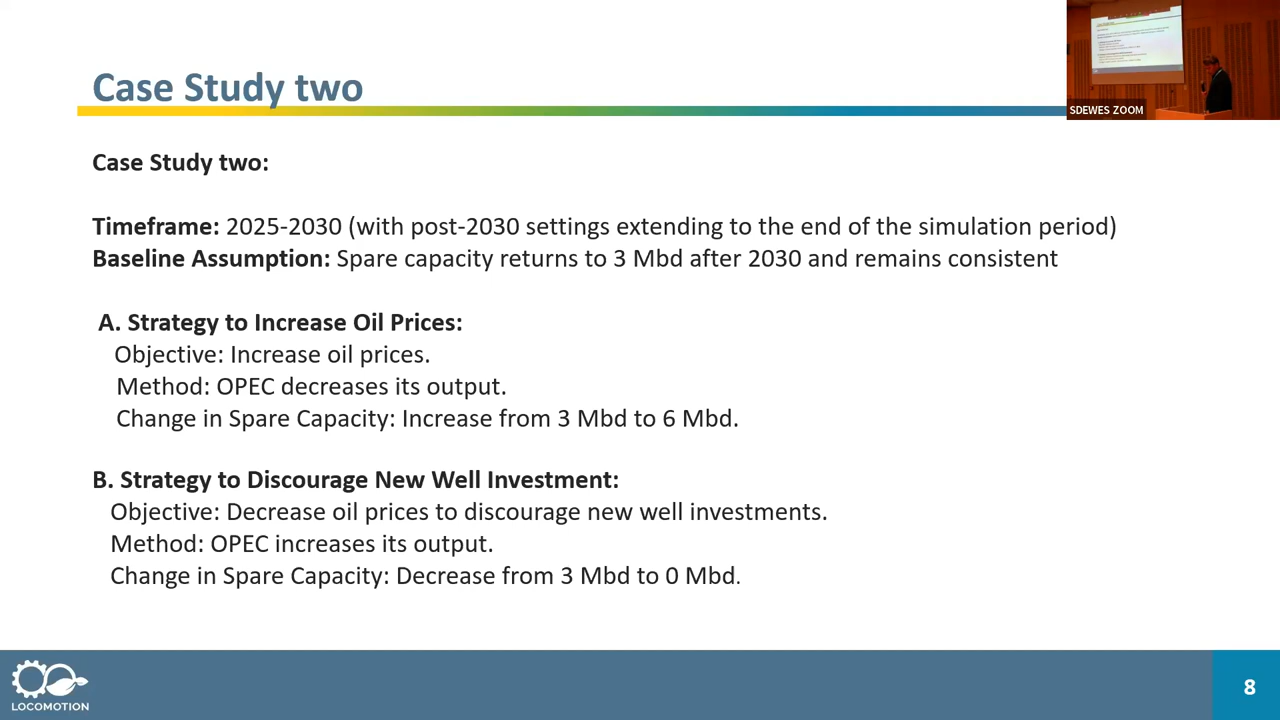 Case Study two
SDEWES ZOOM
Case Study two:
Timeframe: 2025-2030 (with post-2030 settings extending to the end of the simulation period)
Baseline Assumption: Spare capacity returns to 3 Mbd after 2030 and remains consistent
A. Strategy to Increase Oil Prices:
Objective: Increase oil prices.
Method: OPEC decreases its output.
Change in Spare Capacity: Increase from 3 Mbd to 6 Mbd.
B. Strategy to Discourage New Well Investment:
Objective: Decrease oil prices to discourage new well investments.
Method: OPEC increases its output.
Change in Spare Capacity: Decrease from 3 Mbd to 0 Mbd.
LOCOMOTION
8